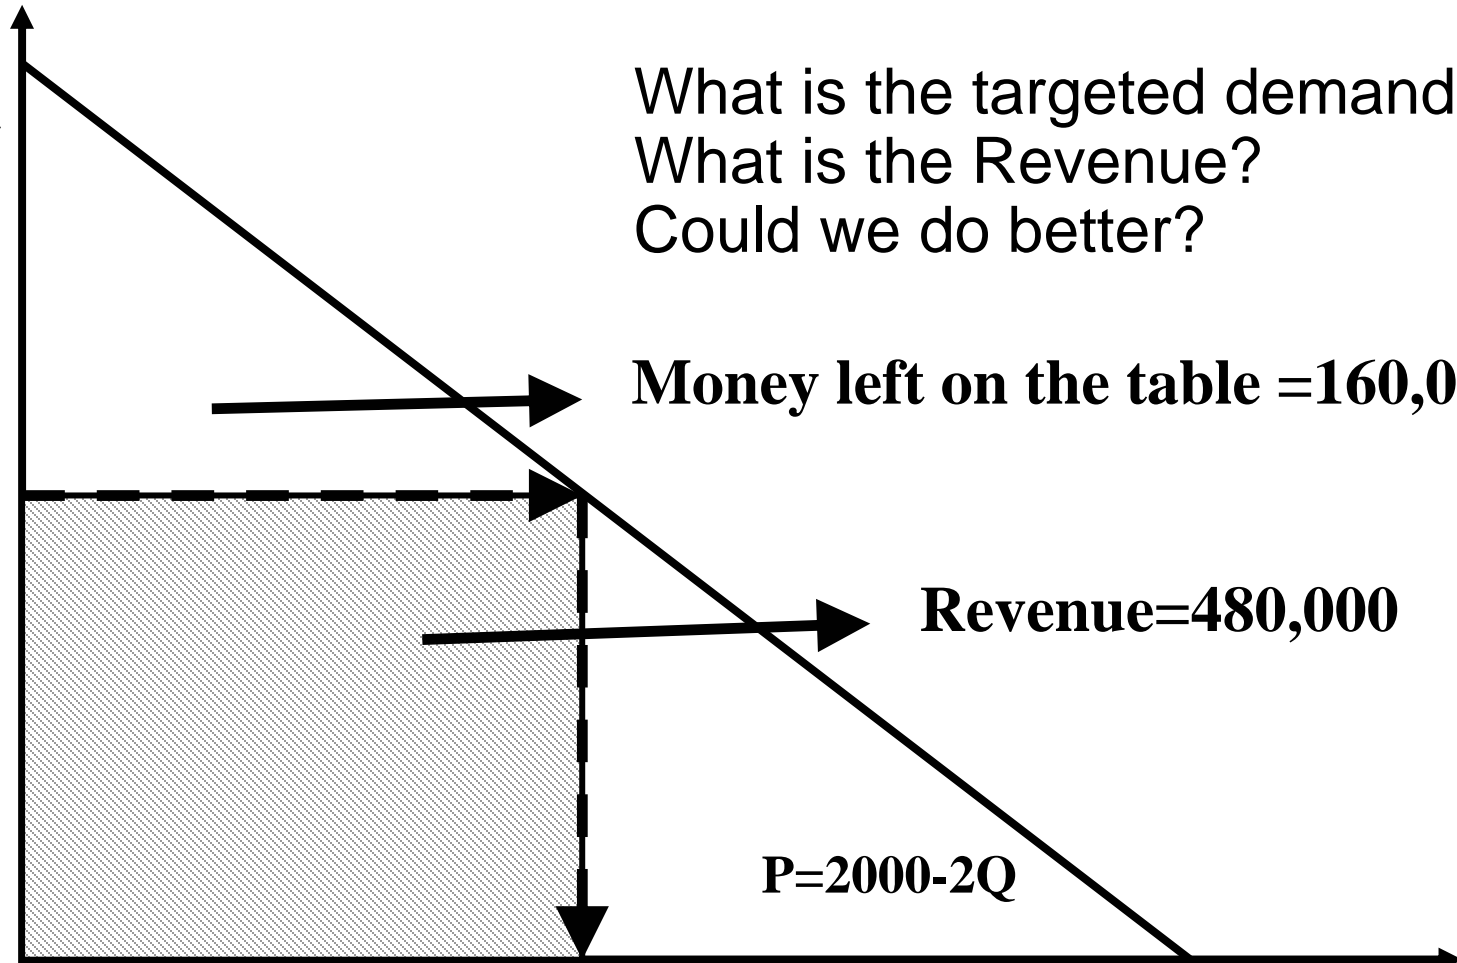 What is the targeted demand
What is the Revenue?
Could we do better?
Money left on the table =160,0
Revenue=480,000
P=2000-2Q